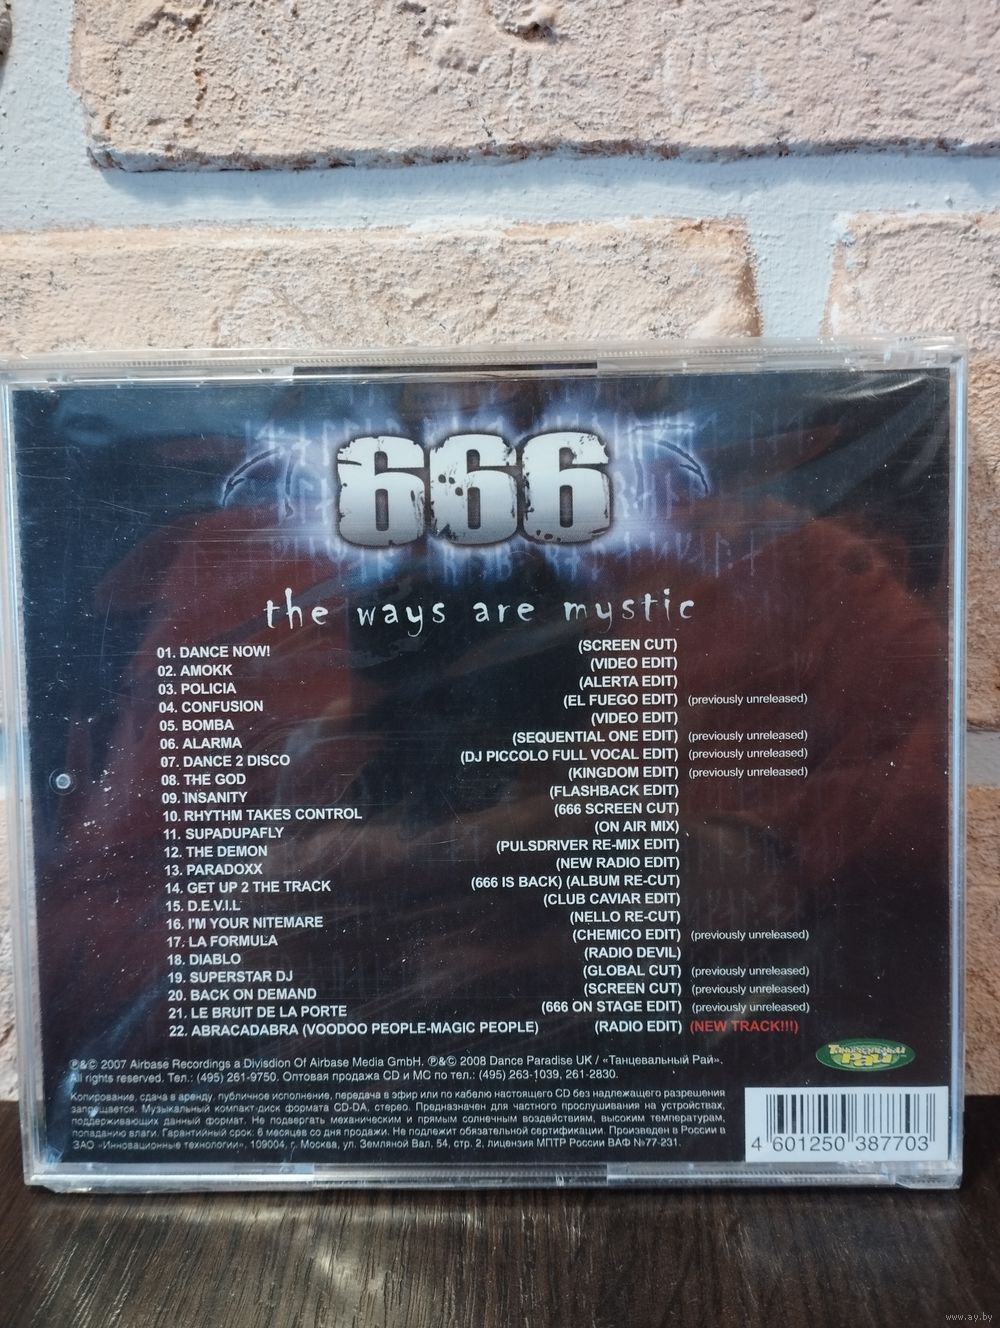 666
the ways are mystic
01. DANCE NOW! (SCREEN CUT)
02. AMOKK (VIDEO EDIT)
03. POLICIA (ALERTA EDIT)
04. CONFUSION (EL FUEGO EDIT) (previously unreleased)
05. BOMBA (VIDEO EDIT)
06. ALARMA (SEQUENTIAL ONE EDIT) (previously unreleased)
07. DANCE 2 DISCO (DJ PICCOLO FULL VOCAL EDIT) (previously unreleased)
08. THE GOD (KINGDOM EDIT) (previously unreleased)
09. INSANITY (FLASHBACK EDIT)
10. RHYTHM TAKES CONTROL (666 SCREEN CUT)
11. SUPADUPAFLY (ON AIR MIX)
12. THE DEMON (PULSDRIVER RE-MIX EDIT)
13. PARADOXX (NEW RADIO EDIT)
14. GET UP 2 THE TRACK (666 IS BACK) (ALBUM RE-CUT)
15. D.E.V.I.L (CLUB CAVIAR EDIT)
16. I'M YOUR NITEMARE (NELLO RE-CUT)
17. LA FORMULA (CHEMICO EDIT) (previously unreleased)
18. DIABLO (RADIO DEVIL)
19. SUPERSTAR DJ (GLOBAL CUT) (previously unreleased)
20. BACK ON DEMAND (SCREEN CUT) (previously unreleased)
21. LE BRUIT DE LA PORTE (666 ON STAGE EDIT) (previously unreleased)
22. ABRACADABRA (VOODOO PEOPLE-MAGIC PEOPLE) (RADIO EDIT) (NEW TRACK!!!)
Танцевальный Рай
℗&© 2007 Airbase Recordings a Divisdion Of Airbase Media GmbH. ℗&© 2008 Dance Paradise UK / «Танцевальный Рай».
All rights reserved. Тел.: (495) 261-9750. Оптовая продажа CD и МС по тел.: (495) 263-1039, 261-2830.
Копирование, сдача в аренду, публичное исполнение, передача в эфир или по кабелю настоящего CD без надлежащего разрешения
запрещается. Музыкальный компакт-диск формата CD-DA, стерео. Предназначен для частного прослушивания на устройствах,
поддерживающих данный формат. Не подвергать механическим и прямым солнечным воздействиям, высоким температурам,
попаданию влаги. Гарантийный срок: 6 месяцев со дня продажи. Не подлежит обязательной сертификации. Произведен в России в
ЗАО «Инновационные технологии», 109004, г. Москва, ул. Земляной Вал, 54, стр. 2, лицензия МПТР России ВАФ №77-231.
4 601250 387703
www.ay.by